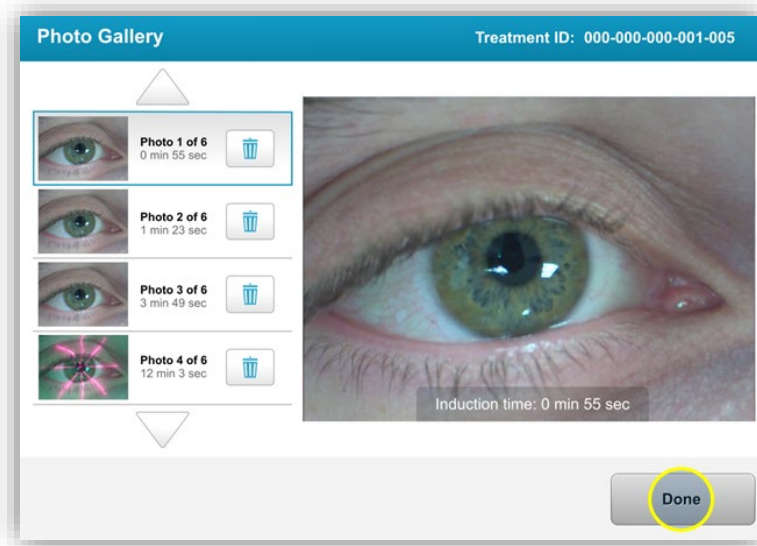 Photo Gallery
Treatment ID: 000-000-000-001-005
Photo 1 of 6
0 min 55 sec
Photo 2 of 6
1 min 23 sec
Photo 3 of 6
3 min 49 sec
Photo 4 of 6
12 min 3 sec
Induction time: 0 min 55 sec
Done